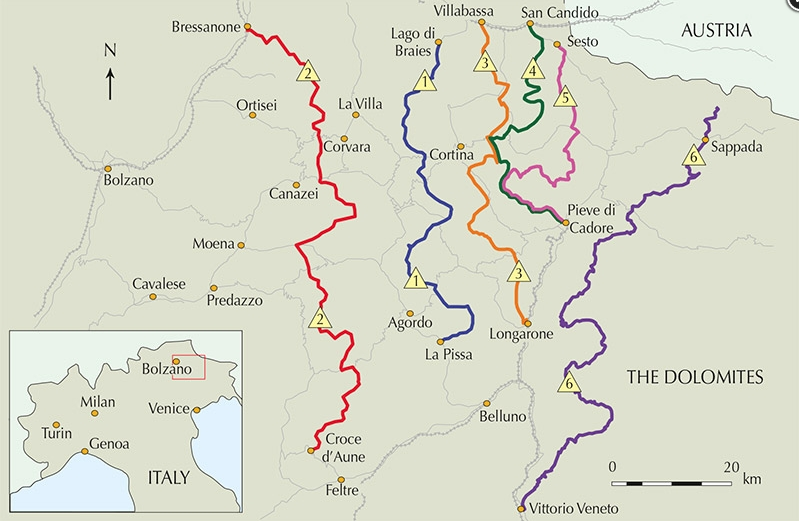 Villabassa
San Candido
Bressanone
Lago di
Braies
Sesto
AUSTRIA
N
2
1
3
4
5
Ortisei
La Villa
Corvara
Cortina
Sappada
6
Bolzano
Canazei
Pieve di
Cadore
Moena
1
3
Cavalese
Predazzo
2
Agordo
Longarone
La Pissa
THE DOLOMITES
6
Belluno
Croce
d'Aune
Feltre
0
20
km
Vittorio Veneto
Bolzano
Milan
Venice
Turin
Genoa
ITALY